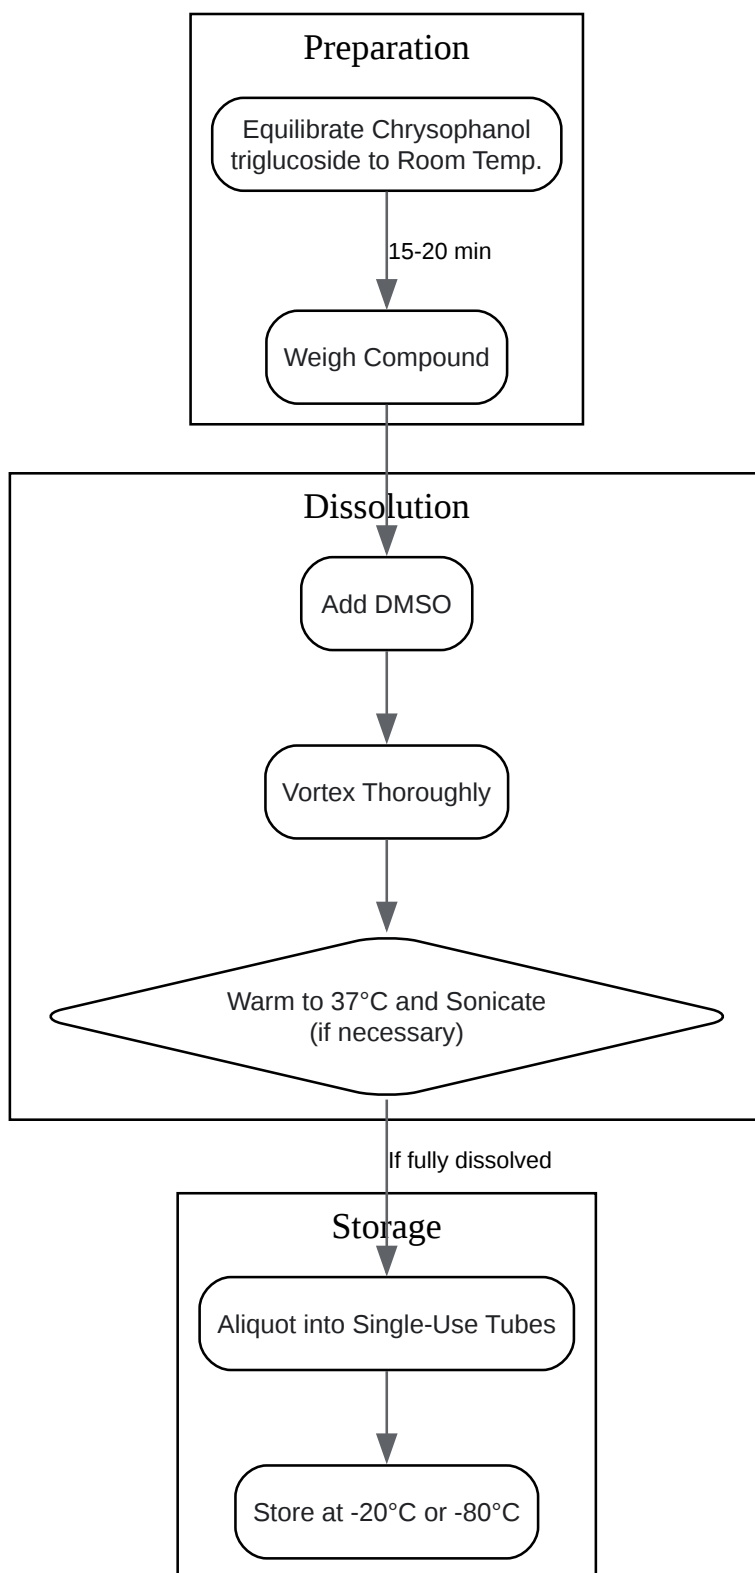 Preparation
Equilibrate Chrysophanol
triglucoside to Room Temp.
15-20 min
Weigh Compound
Dissolution
Add DMSO
Vortex Thoroughly
Warm to 37°C and Sonicate
(if necessary)
If fully dissolved
Storage
Aliquot into Single-Use Tubes
Store at -20°C or -80°C